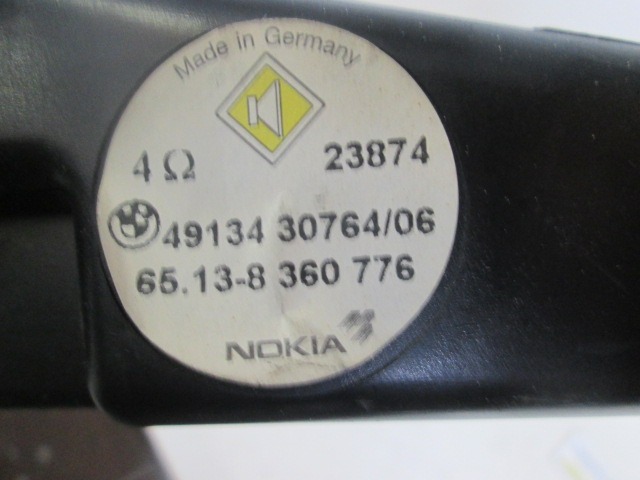 Made in Germany
4 Ω 23874
49134 30764/06
65.13-8 360 776
NOKIA